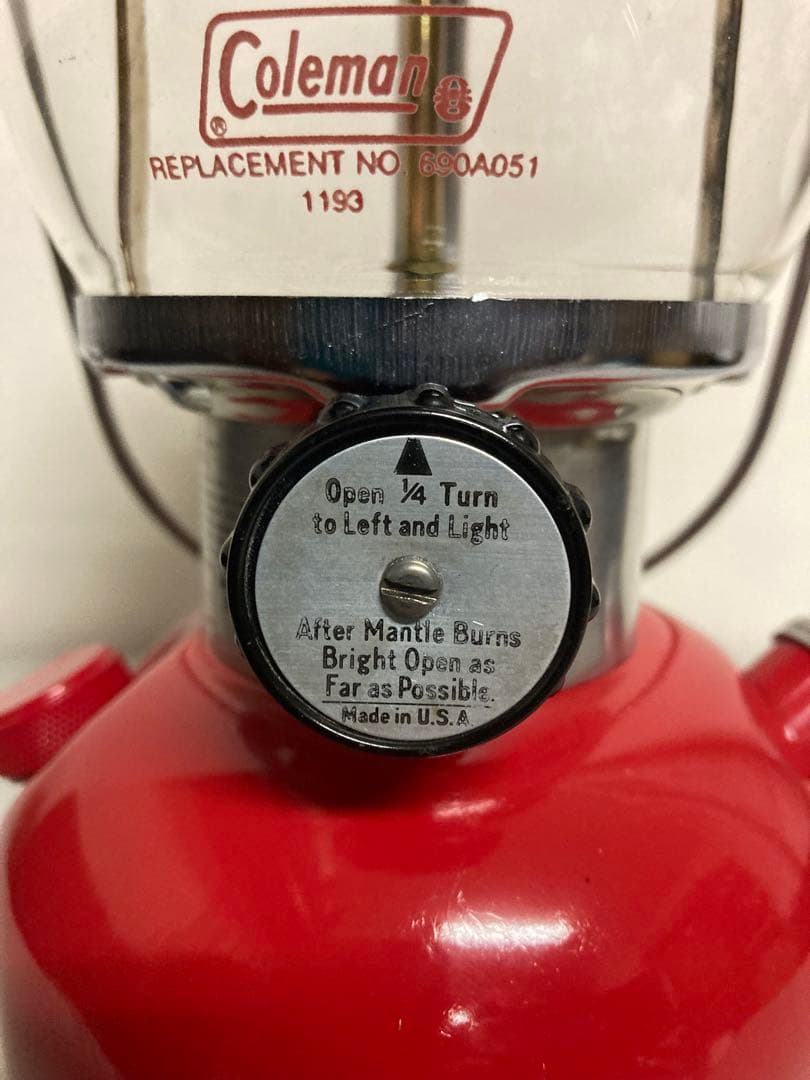 Coleman
®
REPLACEMENT NO. 690A051
1193
Open ¼ Turn
to Left and Light
After Mantle Burns
Bright Open as
Far as Possible.
Made in U.S.A